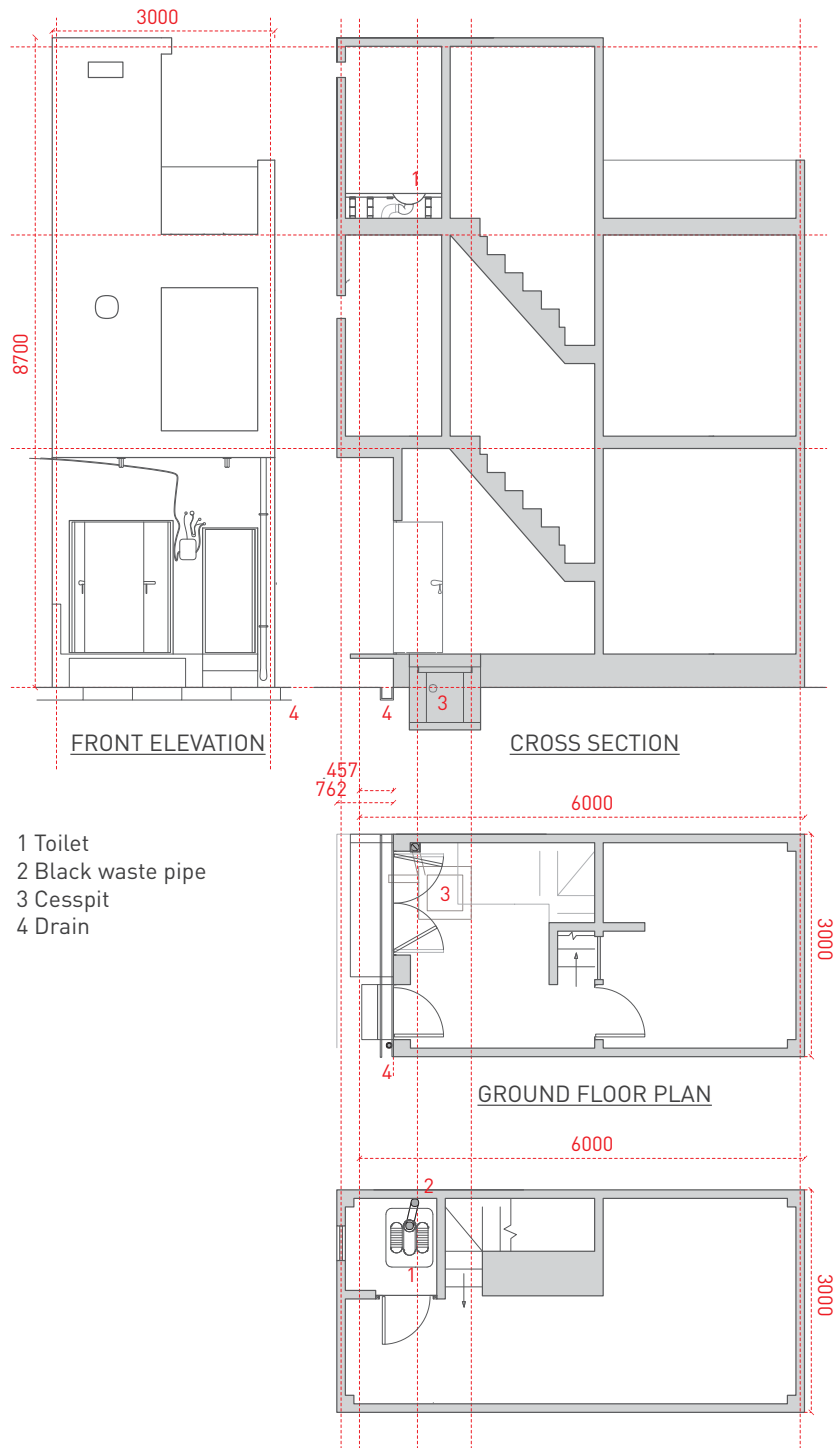 3000
8700
1
3
4
4
FRONT ELEVATION
CROSS SECTION
.457
762
6000
1 Toilet
2 Black waste pipe
3 Cesspit
4 Drain
3
3000
4
GROUND FLOOR PLAN
6000
2
1
3000